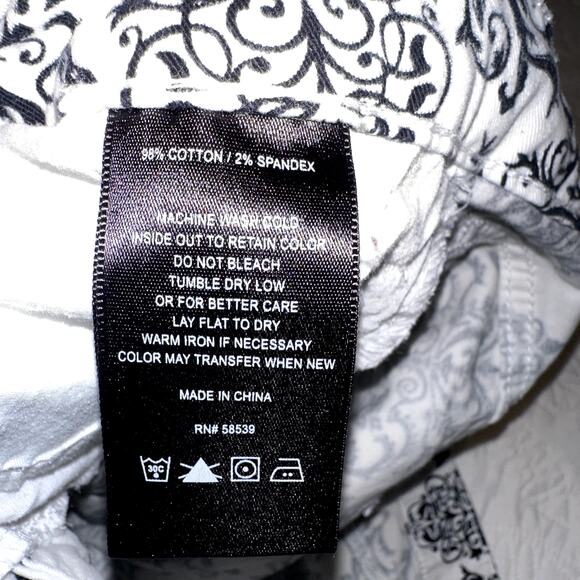 98% COTTON / 2% SPANDEX
MACHINE WASH COLD
INSIDE OUT TO RETAIN COLOR
DO NOT BLEACH
TUMBLE DRY LOW
OR FOR BETTER CARE
LAY FLAT TO DRY
WARM IRON IF NECESSARY
COLOR MAY TRANSFER WHEN NEW
MADE IN CHINA
RN# 58539
30C